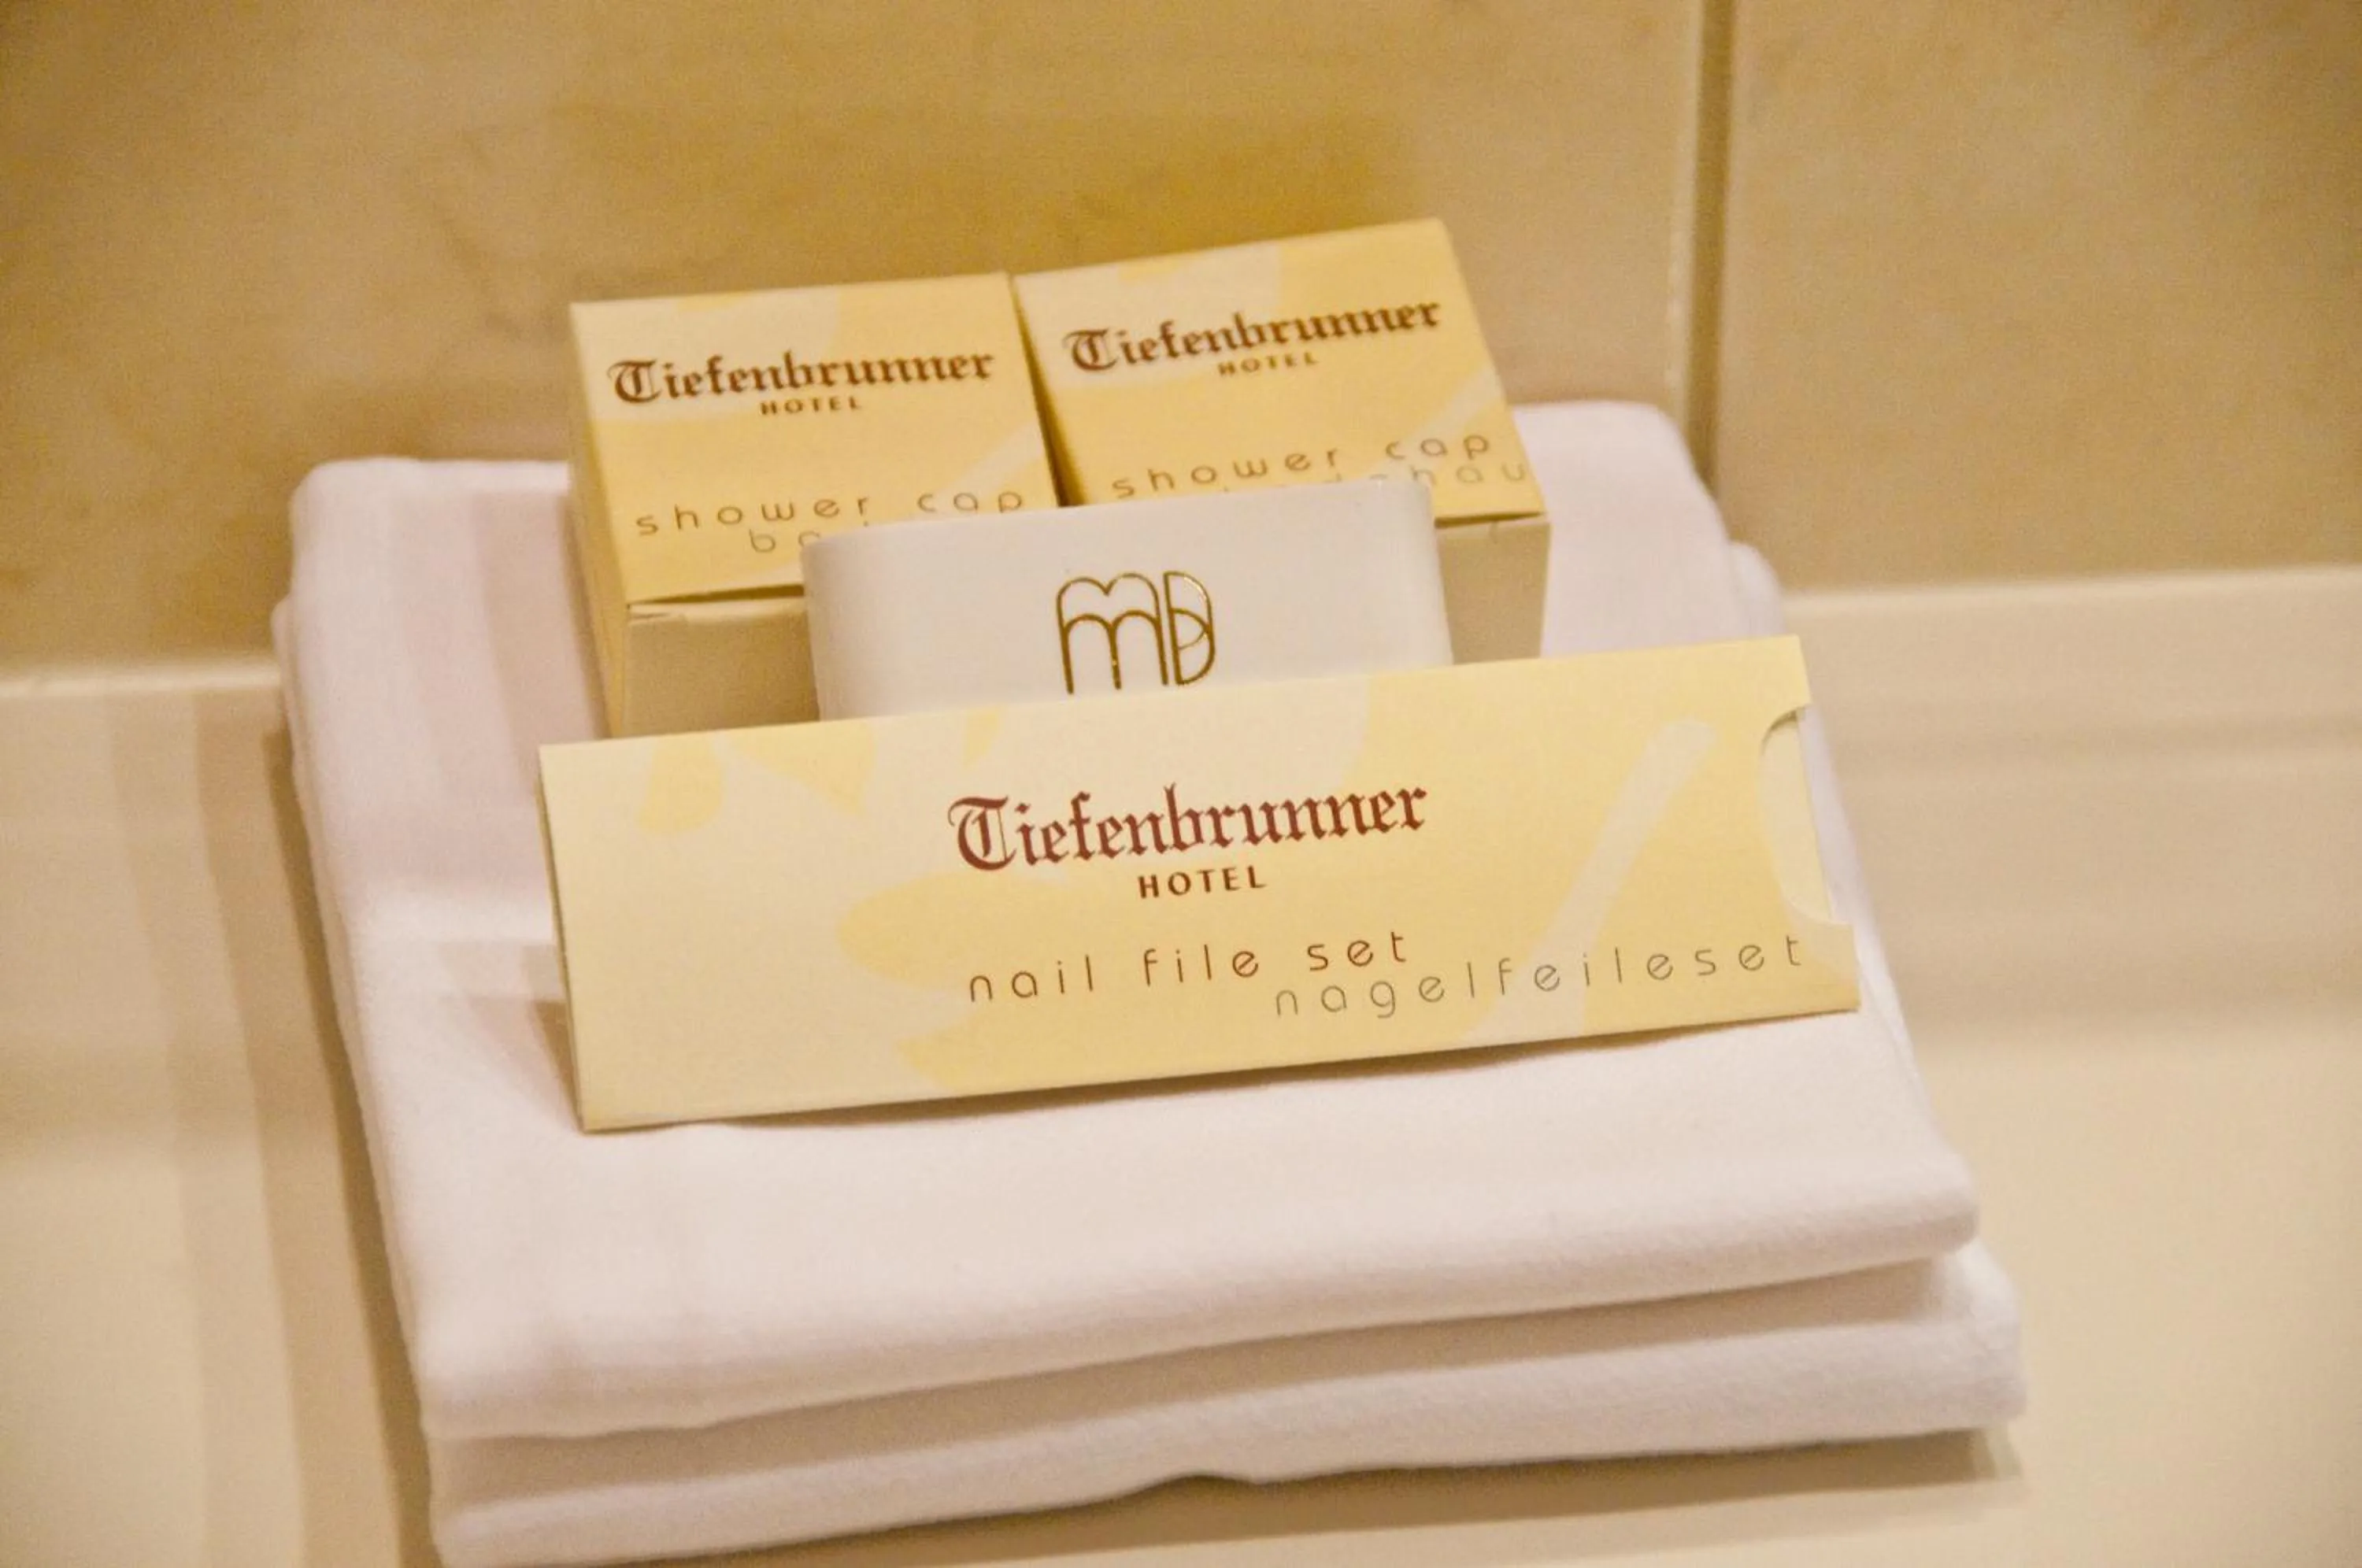 Tiefenbrunner
HOTEL
shower cap
Tiefenbrunner
HOTEL
shower cap
Tiefenbrunner
HOTEL
nail file set
nagelfeileset